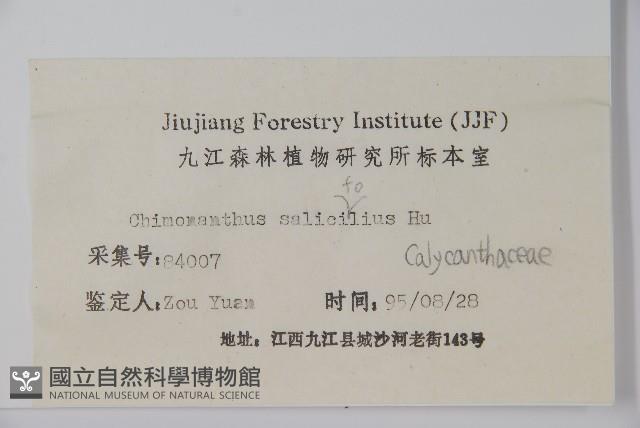 Jiujiang Forestry Institute (JJF)
九江森林植物研究所标本室
fo
Chimonanthus salicilius Hu
采集号:84007
Calycanthaceae
鉴定人:Zou Yuan 时间:95/08/28
地址:江西九江县城沙河老街143号
國立自然科學博物館
NATIONAL MUSEUM OF NATURAL SCIENCE